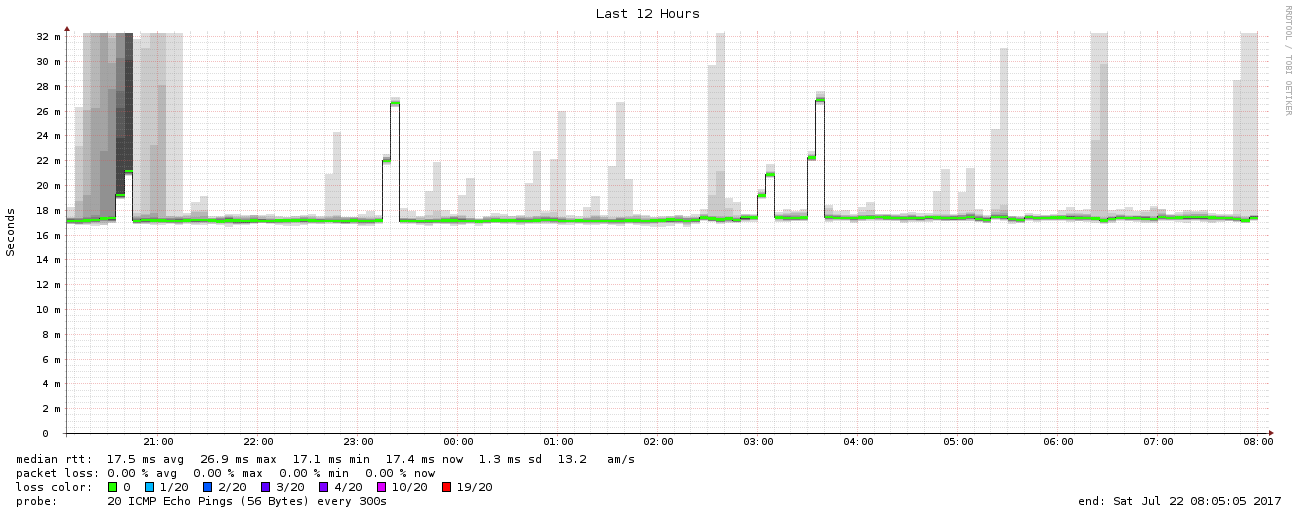 Last 12 Hours
RRDTOOL / TOBI OETIKER
Seconds
32 m
30 m
28 m
26 m
24 m
22 m
20 m
18 m
16 m
14 m
12 m
10 m
8 m
6 m
4 m
2 m
0
21:00 22:00 23:00 00:00 01:00 02:00 03:00 04:00 05:00 06:00 07:00 08:00
median rtt: 17.5 ms avg 26.9 ms max 17.1 ms min 17.4 ms now 1.3 ms sd 13.2 am/s
packet loss: 0.00 % avg 0.00 % max 0.00 % min 0.00 % now
loss color: 0 1/20 2/20 3/20 4/20 10/20 19/20
probe: 20 ICMP Echo Pings (56 Bytes) every 300s end: Sat Jul 22 08:05:05 2017